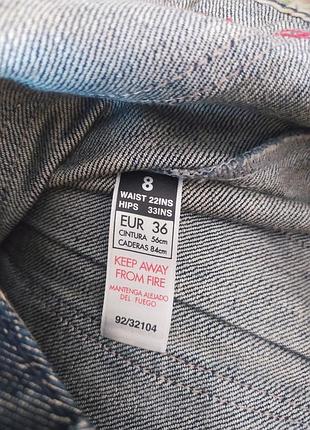 8
WAIST 22INS
HIPS 33INS
EUR 36
CINTURA 56cm
CADERAS 84cm
KEEP AWAY
FROM FIRE
MANTENGA ALEJADO
DEL FUEGO
92/32104